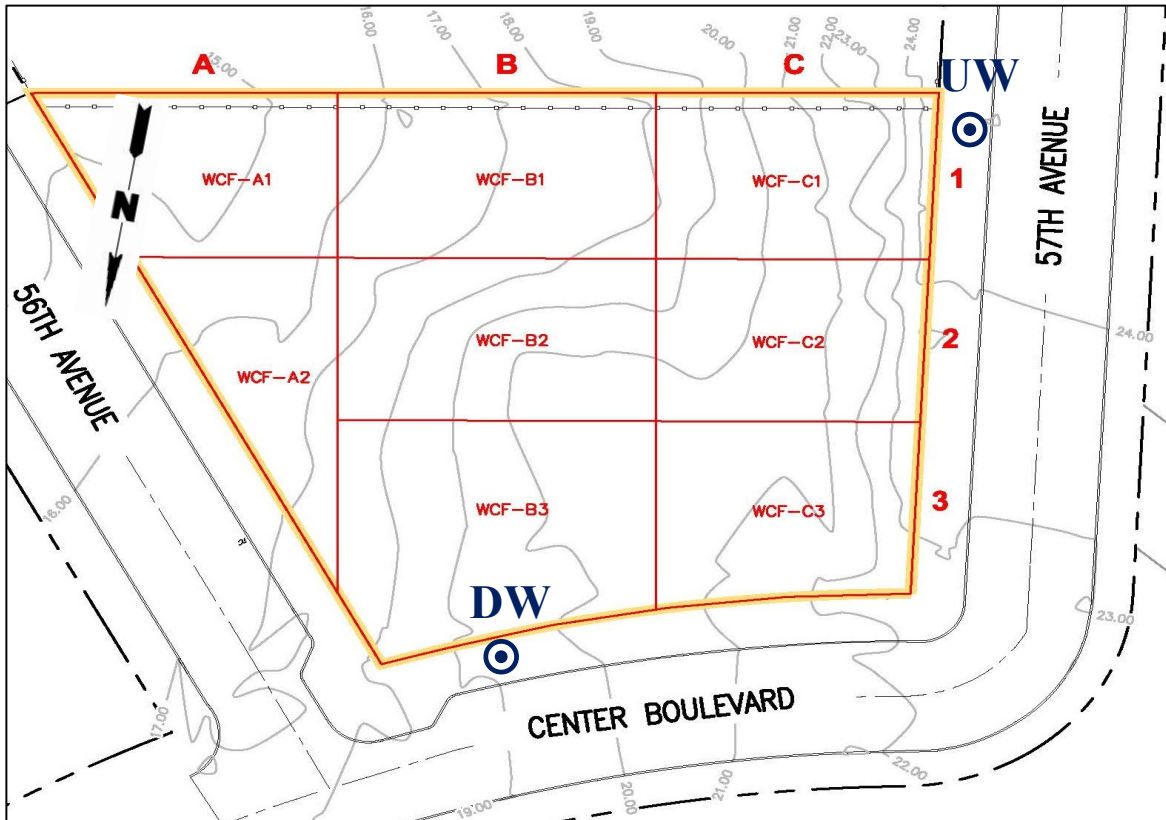 16.00
17.00
18.00
19.00
20.00
21.00
22.00
23.00
24.00
A
B
C
15.00
UW
N
WCF-A1
WCF-B1
WCF-C1
1
57TH AVENUE
56TH AVENUE
WCF-A2
WCF-B2
WCF-C2
2
24.00
16.00
WCF-B3
WCF-C3
3
DW
23.00
17.00
CENTER BOULEVARD
22.00
21.00
20.00
19.00